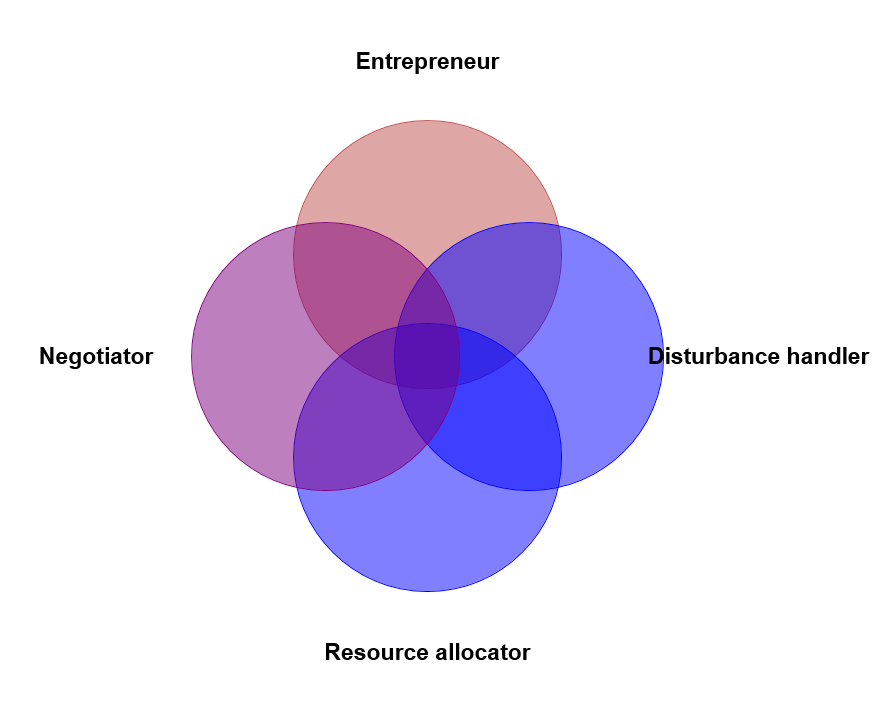 Entrepreneur
Negotiator
Disturbance handler
Resource allocator